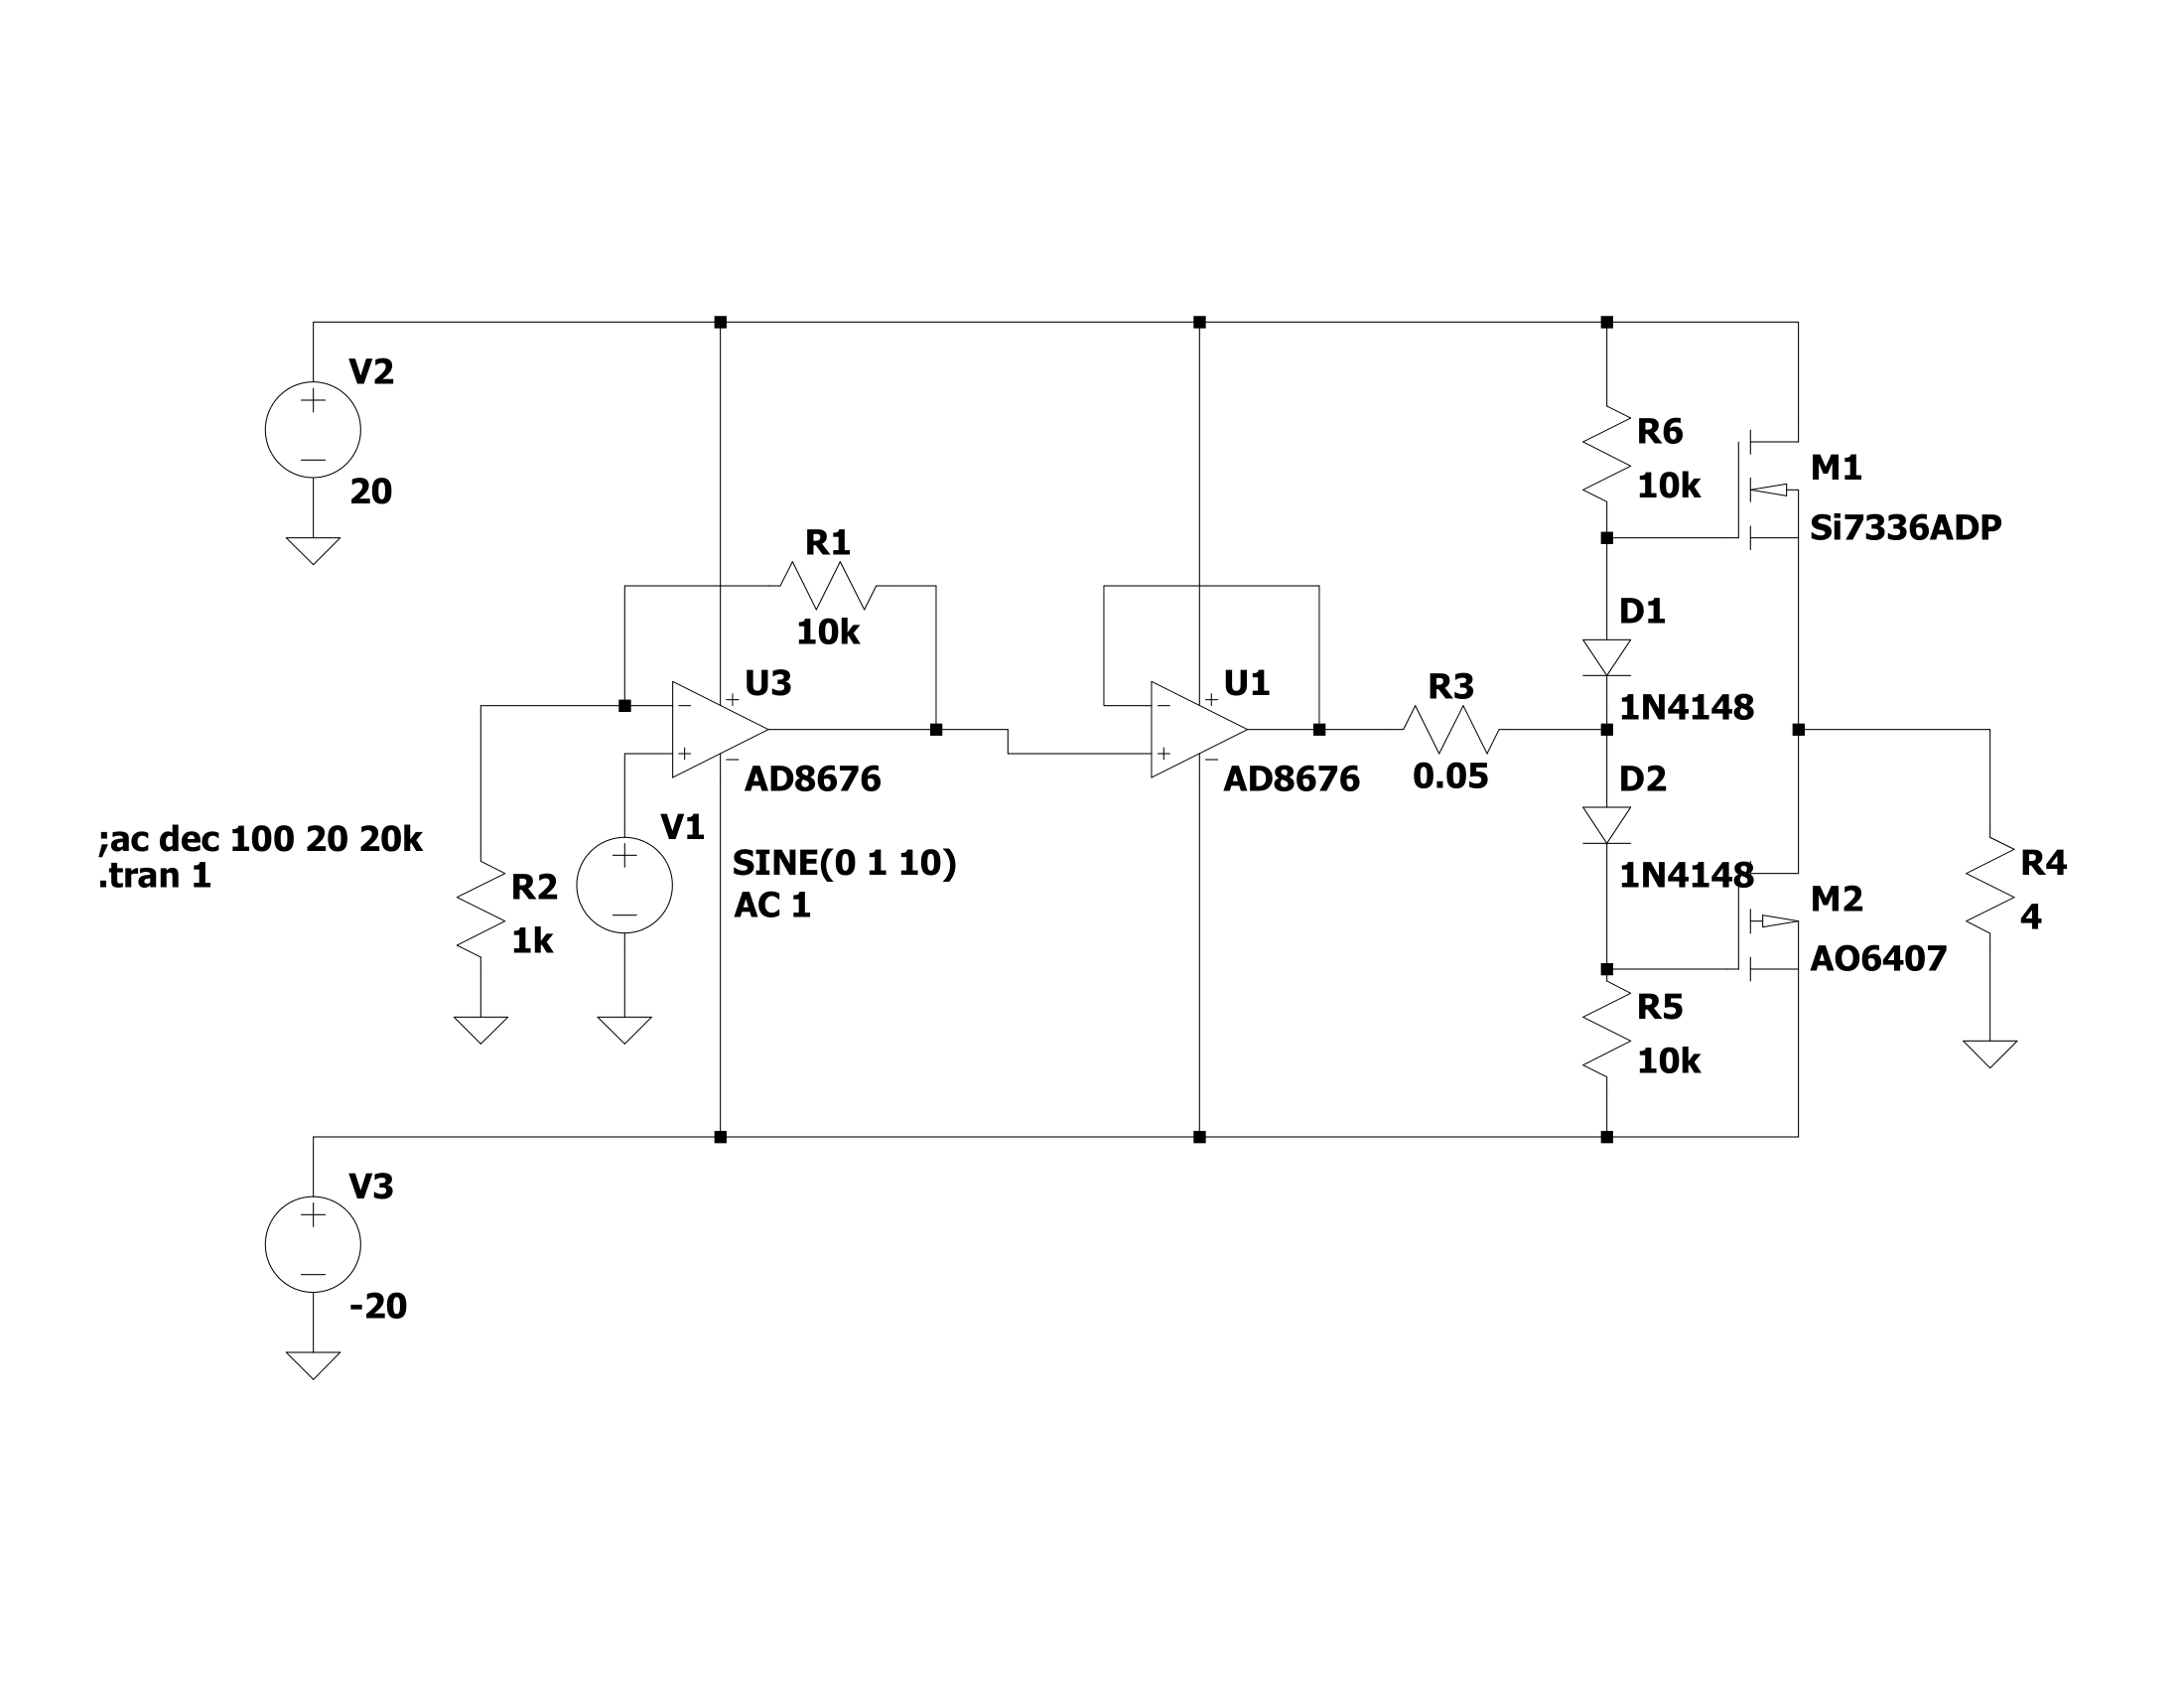 V2
20
R6
10k
M1
Si7336ADP
R1
10k
D1
U3
U1
R3
1N4148
AD8676
AD8676
0.05
D2
V1
;ac dec 100 20 20k
.tran 1
SINE(0 1 10)
AC 1
R2
1k
1N4148
M2
AO6407
R4
4
R5
10k
V3
-20